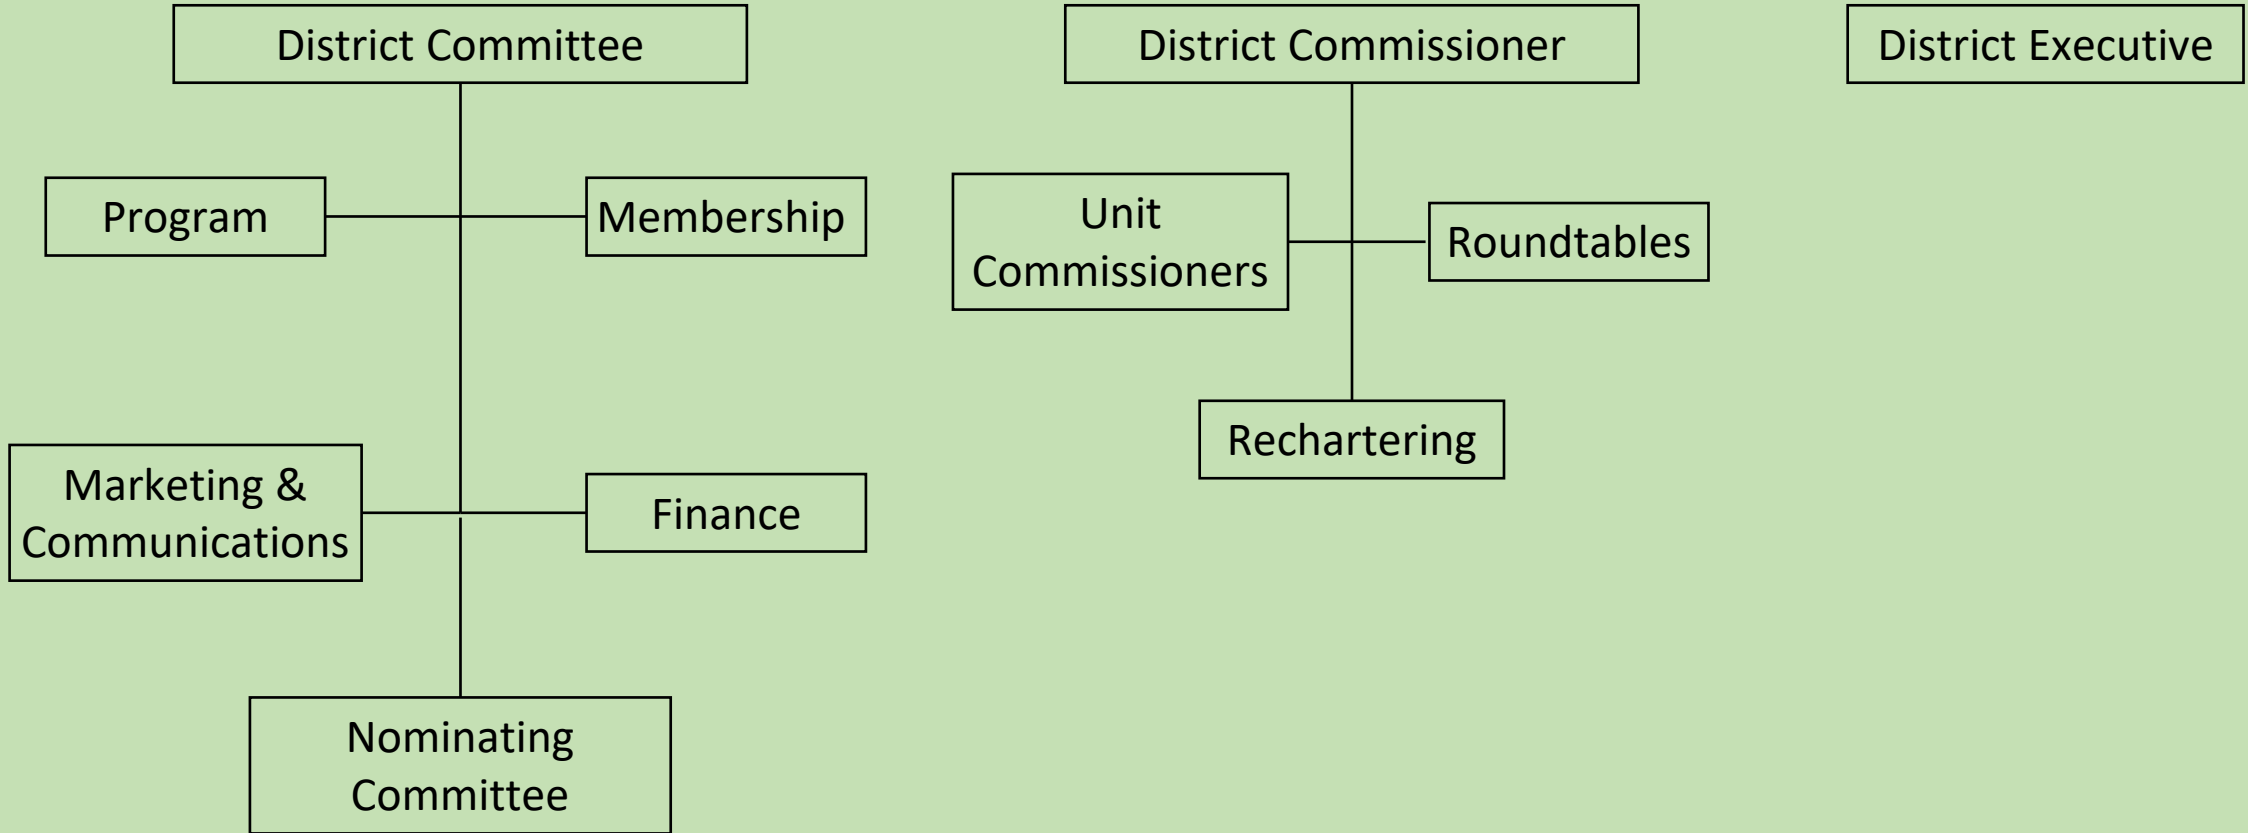 District Committee
District Commissioner
District Executive
Program
Membership
Unit
Commissioners
Roundtables
Marketing &
Communications
Finance
Rechartering
Nominating
Committee